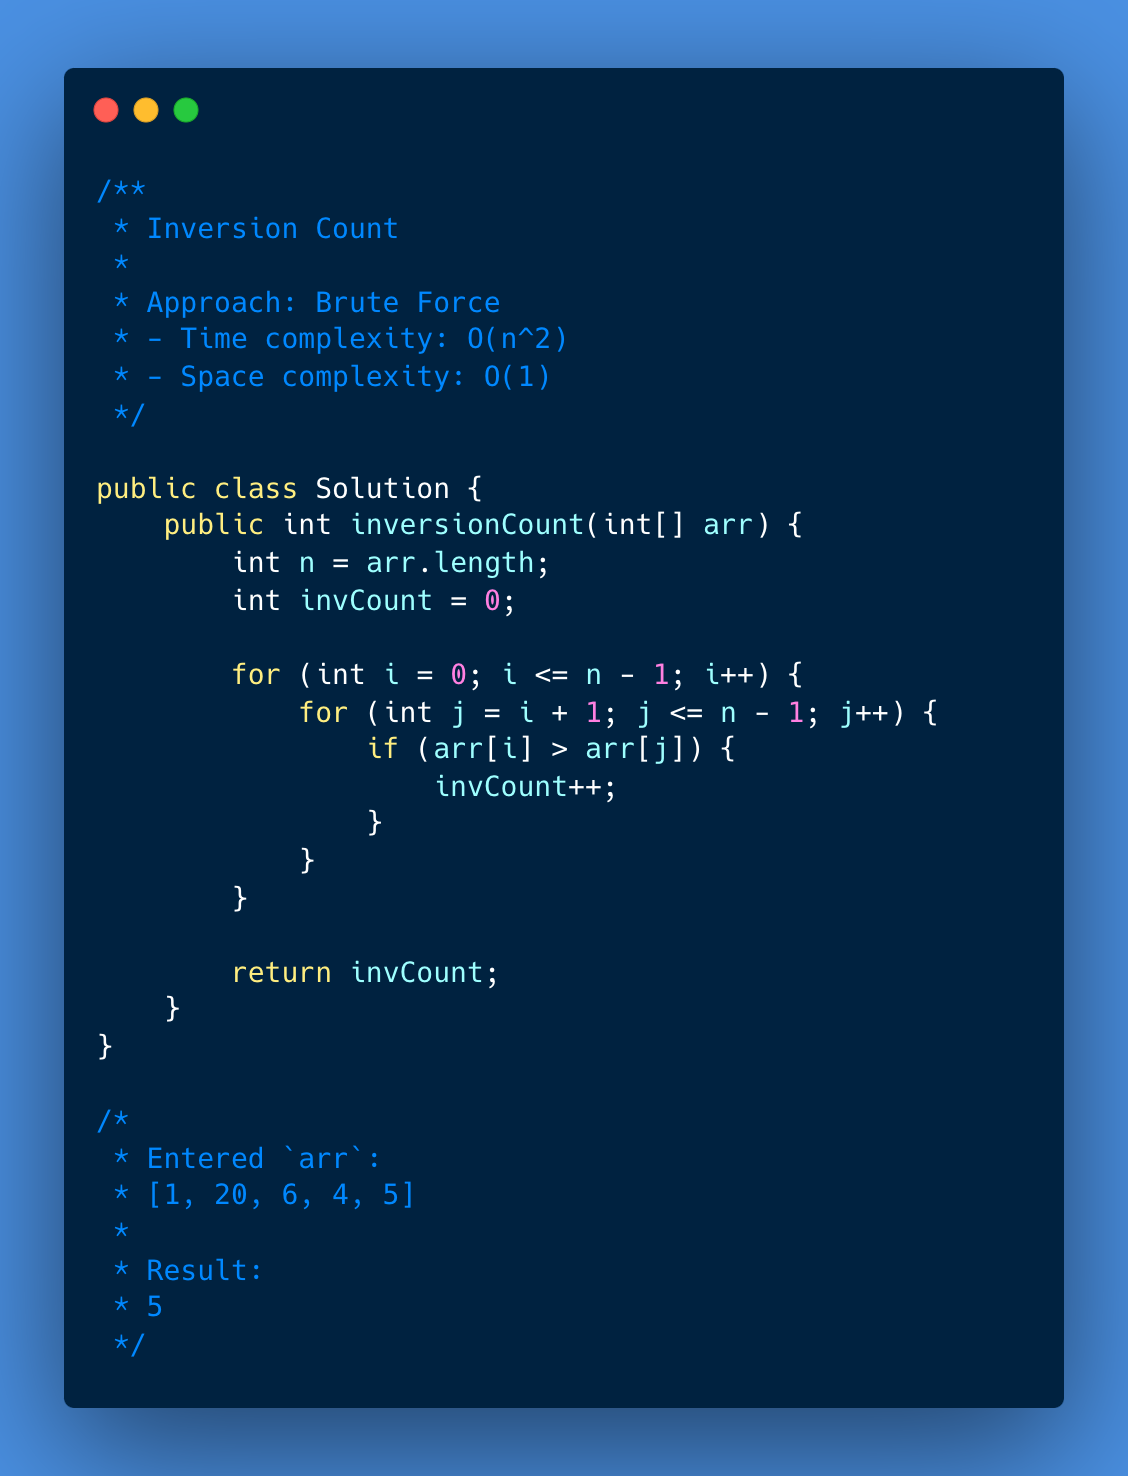 /**
 * Inversion Count
 *
 * Approach: Brute Force
 * - Time complexity: O(n^2)
 * - Space complexity: O(1)
 */

public class Solution {
    public int inversionCount(int[] arr) {
        int n = arr.length;
        int invCount = 0;

        for (int i = 0; i <= n - 1; i++) {
            for (int j = i + 1; j <= n - 1; j++) {
                if (arr[i] > arr[j]) {
                    invCount++;
                }
            }
        }

        return invCount;
    }
}

/*
 * Entered `arr`:
 * [1, 20, 6, 4, 5]
 *
 * Result:
 * 5
 */